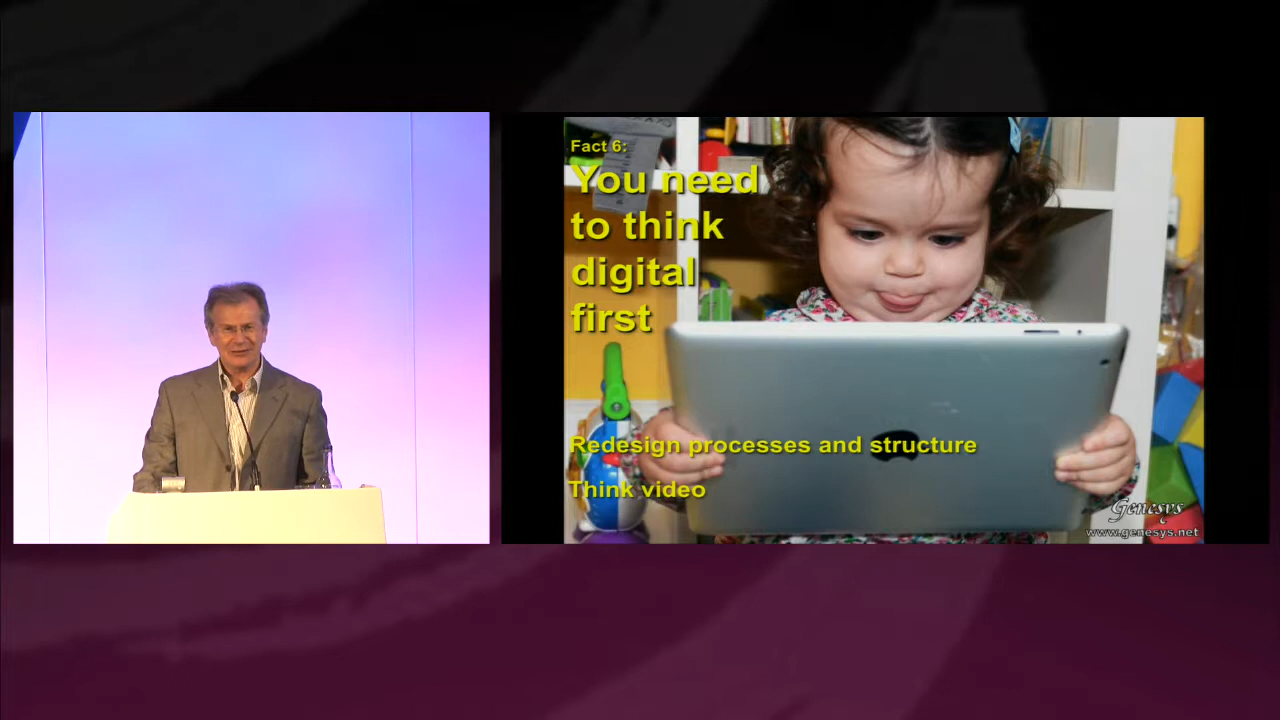 Fact 6:
You need
to think
digital
first
Redesign processes and structure
Think video
Genesys
www.genesys.net